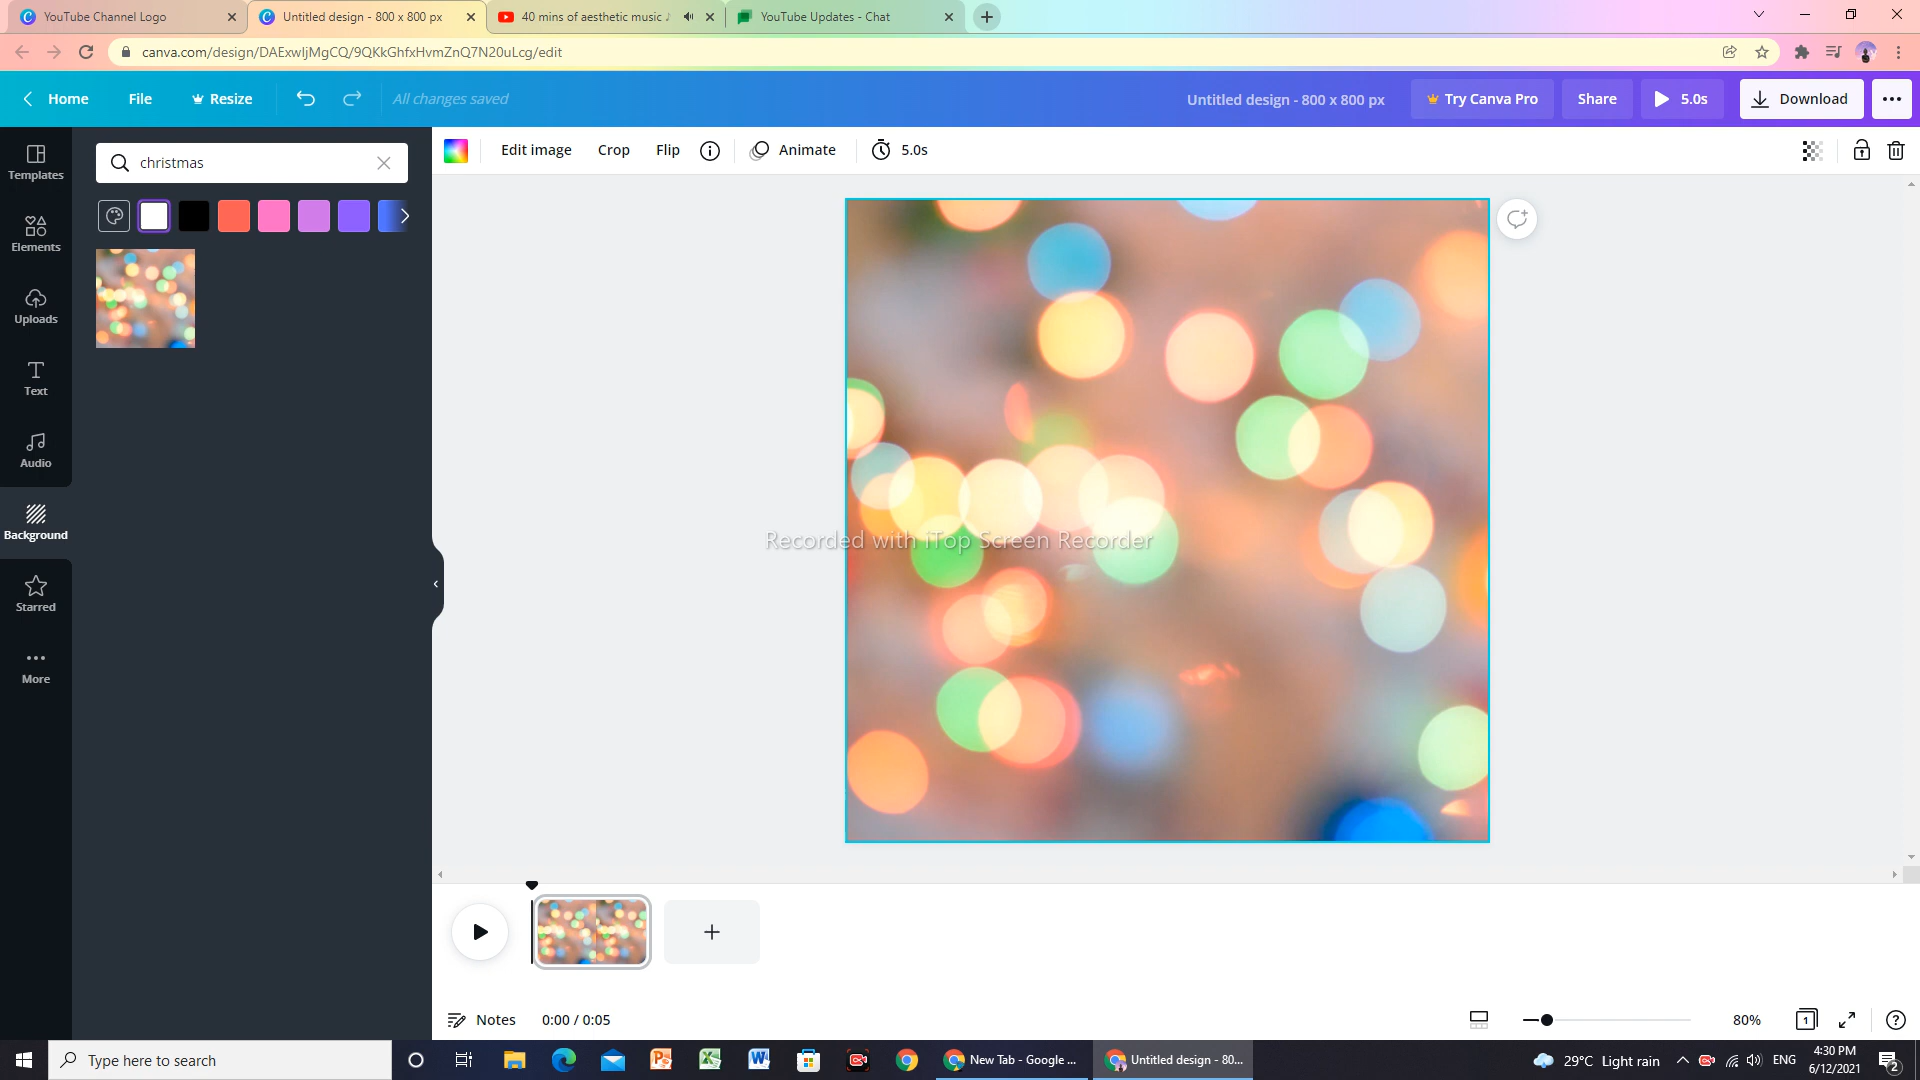 YouTube Channel Logo
Untitled design - 800 x 800 px
40 mins of aesthetic music
YouTube Updates - Chat
canva.com/design/DAExwIjMgCQ/9QKkGhfxHvmZnQ7N20uLcg/edit
Home
File
Resize
All changes saved
Untitled design - 800 x 800 px
Try Canva Pro
Share
5.0s
Download
christmas
Edit image
Crop
Flip
Animate
5.0s
Templates
Elements
Uploads
Text
Audio
Background
Starred
More
Recorded with iTop Screen Recorder
Notes
0:00 / 0:05
80%
1
Type here to search
New Tab - Google ...
Untitled design - 80...
29°C Light rain
ENG
4:30 PM
6/12/2021
2